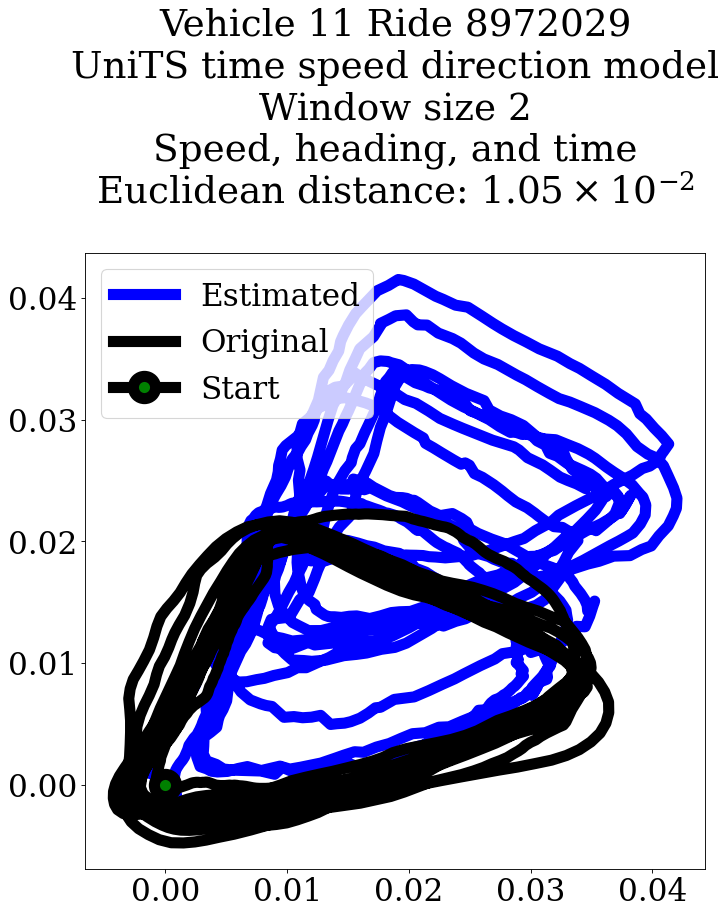 Vehicle 11 Ride 8972029
UniTS time speed direction model
Window size 2
Speed, heading, and time
Euclidean distance: $1.05 \times 10^{-2}$
Estimated
Original
Start
0.04
0.03
0.02
0.01
0.00
0.00 0.01 0.02 0.03 0.04